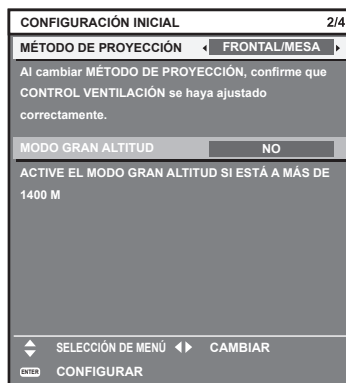 CONFIGURACIÓN INICIAL 2/4
MÉTODO DE PROYECCIÓN FRONTAL/MESA
Al cambiar MÉTODO DE PROYECCIÓN, confirme que
CONTROL VENTILACIÓN se haya ajustado
correctamente.
MODO GRAN ALTITUD NO
ACTIVE EL MODO GRAN ALTITUD SI ESTÁ A MÁS DE
1400 M
SELECCIÓN DE MENÚ CAMBIAR
ENTER CONFIGURAR